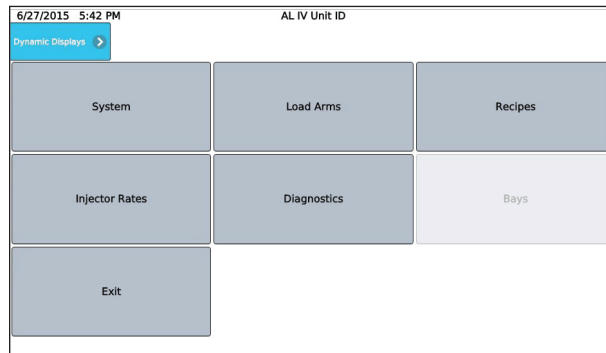 6/27/2015 5:42 PM AL IV Unit ID
Dynamic Displays
System Load Arms Recipes
Injector Rates Diagnostics Bays
Exit